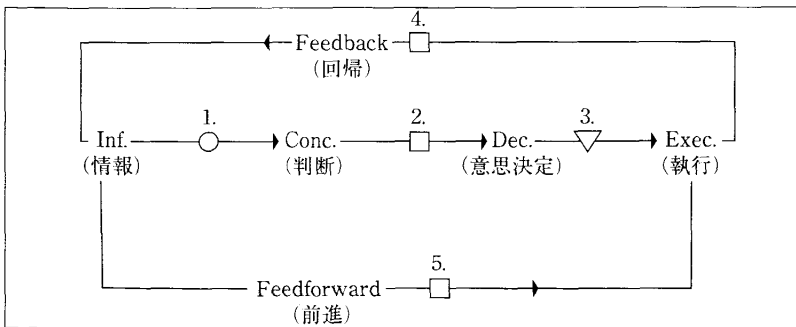 4.
Feedback
(回帰)
1. 2. 3.
Inf. Conc. Dec. Exec.
(情報) (判断) (意思決定) (執行)
5.
Feedforward
(前進)